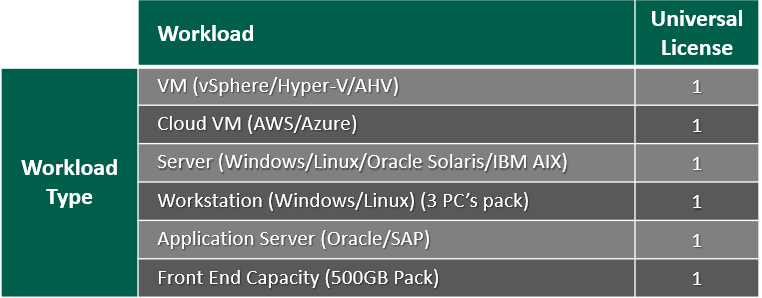 Workload
Universal
License
Workload
Type
VM (vSphere/Hyper-V/AHV)
1
Cloud VM (AWS/Azure)
1
Server (Windows/Linux/Oracle Solaris/IBM AIX)
1
Workstation (Windows/Linux) (3 PC’s pack)
1
Application Server (Oracle/SAP)
1
Front End Capacity (500GB Pack)
1